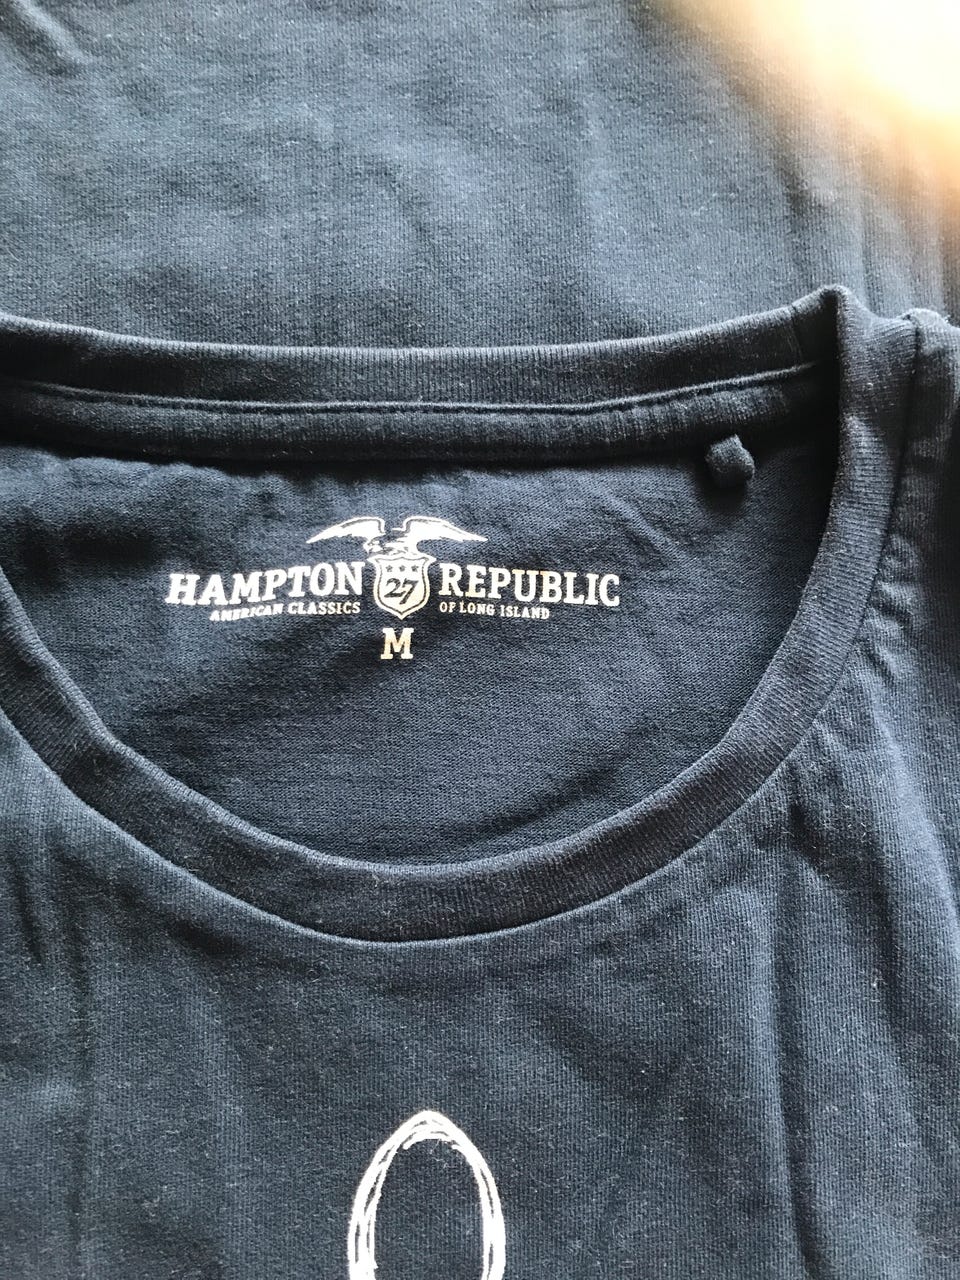 HAMPTON 27 REPUBLIC
AMERICAN CLASSICS OF LONG ISLAND
M